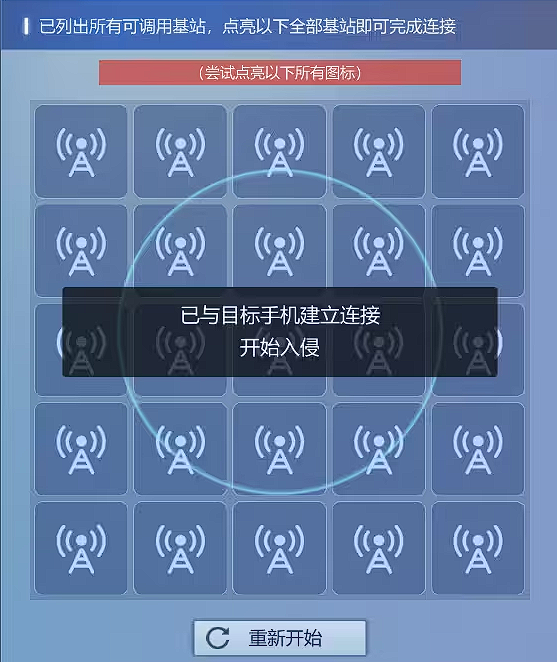 已列出所有可调用基站，点亮以下全部基站即可完成连接
（尝试点亮以下所有图标）
已与目标手机建立连接
开始入侵
重新开始